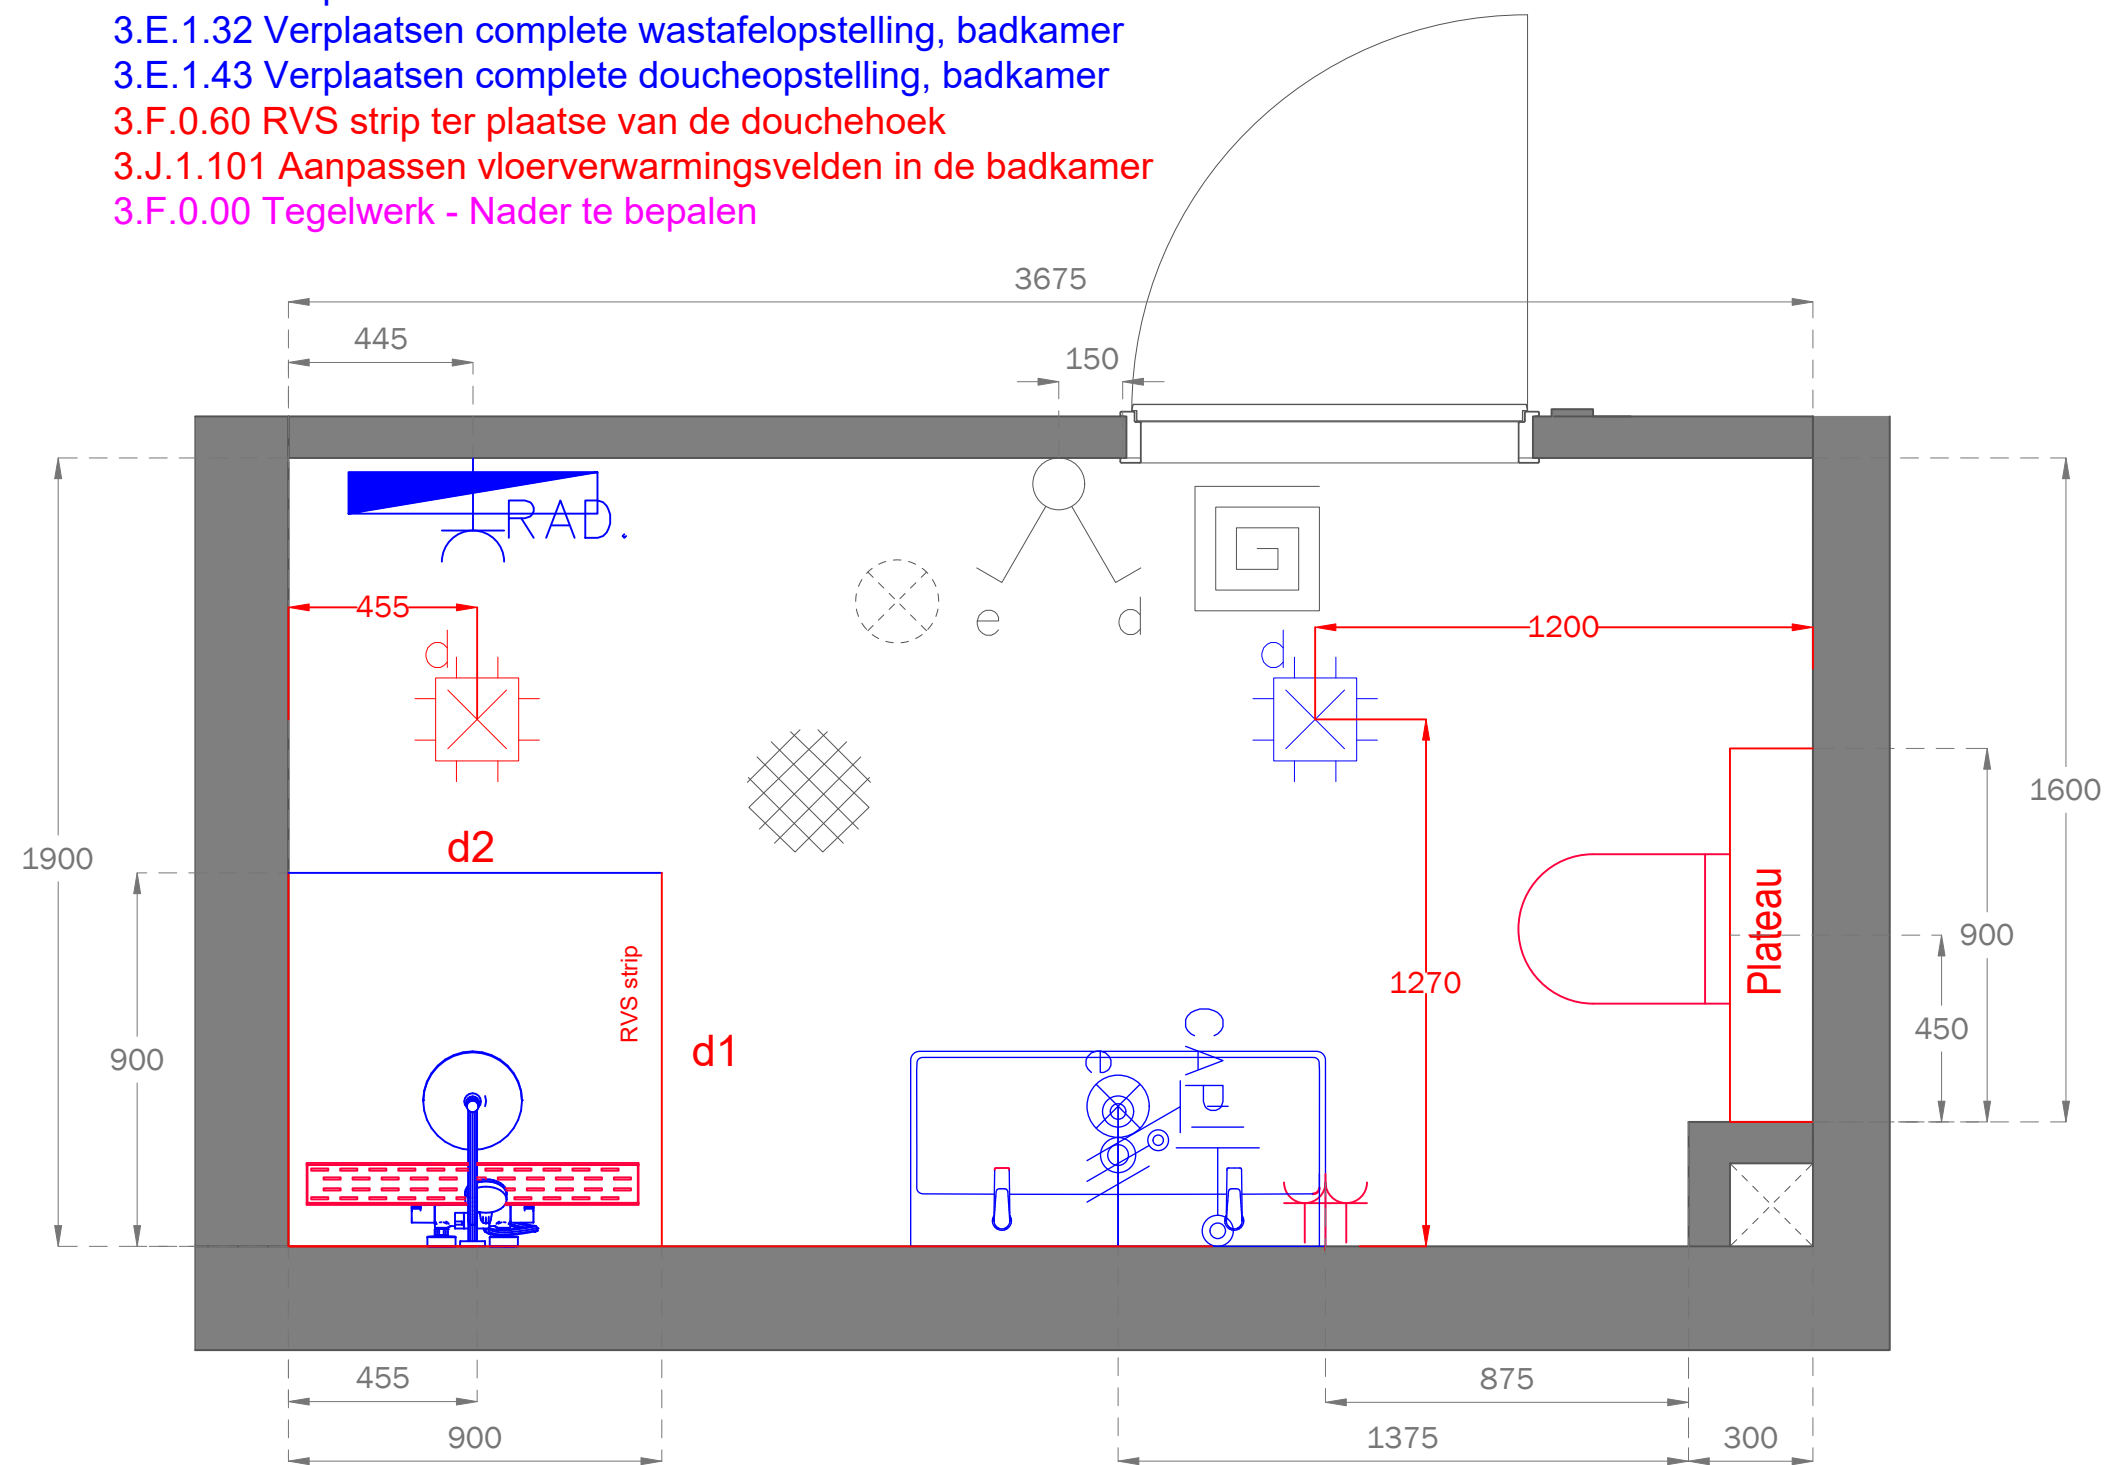 3.E.1.32 Verplaatsen complete wastafelopstelling, badkamer
3.E.1.43 Verplaatsen complete doucheopstelling, badkamer
3.F.0.60 RVS strip ter plaatse van de douchehoek
3.J.1.101 Aanpassen vloerverwarmingsvelden in de badkamer
3.F.0.00 Tegelwerk - Nader te bepalen
3675
445
150
RAD.
455
e
d
1200
d
d
1600
1900
d2
Plateau
900
RVS strip
1270
450
900
d1
e
CAP
455
875
900
1375
300